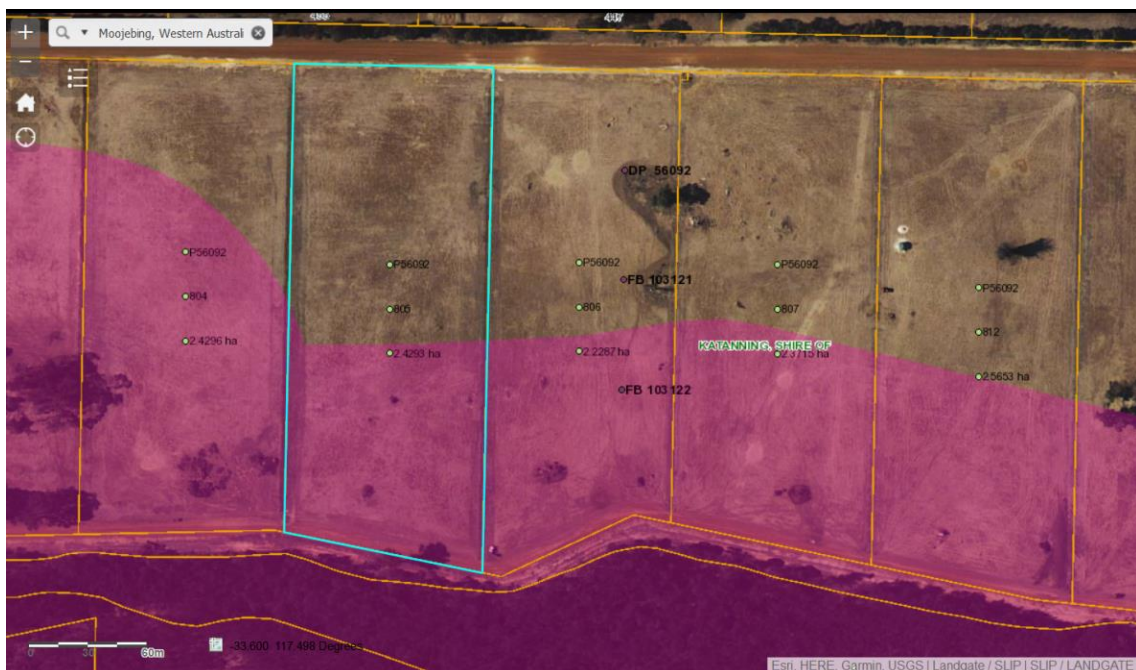 487
Moojebing, Western Australi
DP 56092
P56092
P56092
P56092
P56092
P56092
FB 103121
804
805
806
807
812
KATANNING, SHIRE OF
2.4296 ha
2.4293 ha
2.2287 ha
2.3715 ha
2.5653 ha
FB 103122
0
30
60m
-33.600 117.498 Degrees
Esri, HERE, Garmin, USGS | Landgate / SLIP | SLIP / LANDGATE